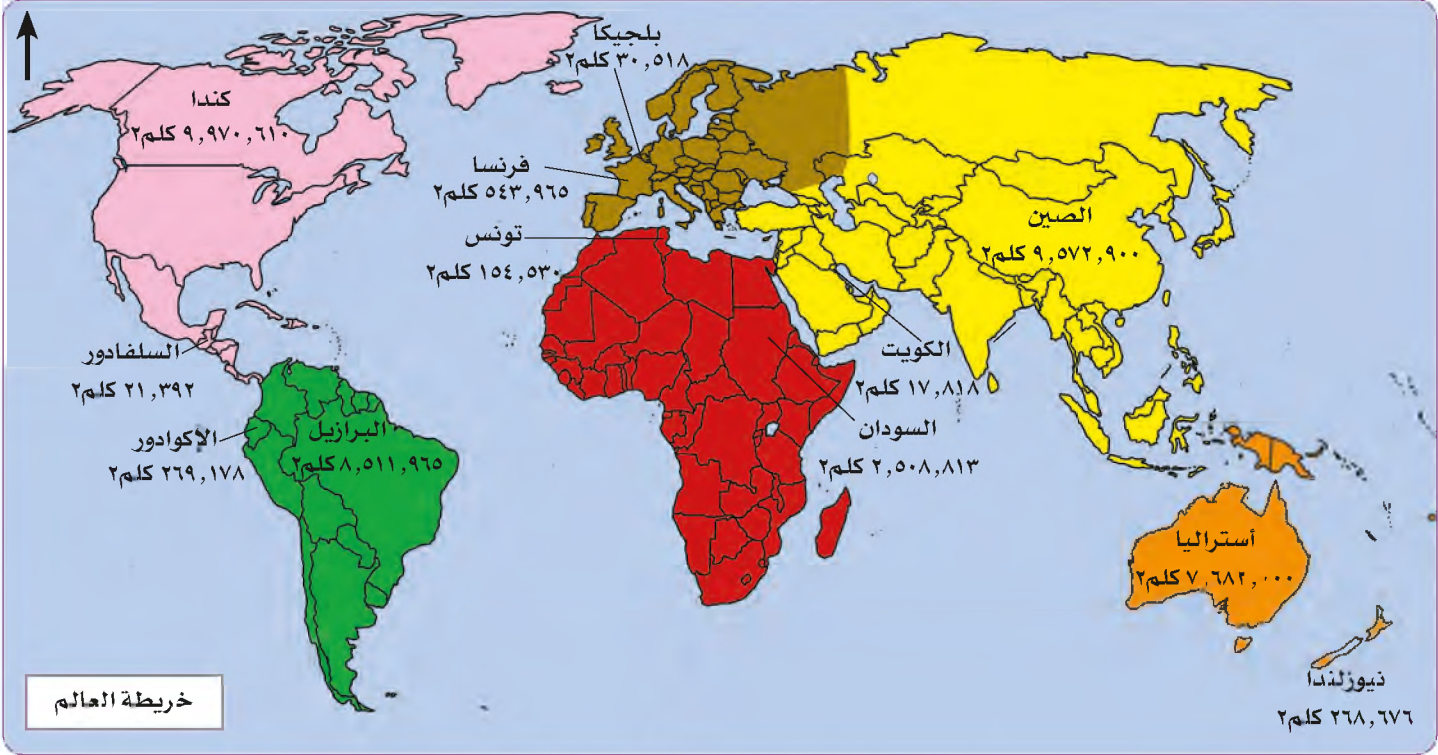 بلجيكا
٣٠,٥١٨ كلم٢
كندا
٩,٩٧٠,٦١٠ كلم٢
فرنسا
٥٤٣,٩٦٥ كلم٢
الصين
٩,٥٧٢,٩٠٠ كلم٢
تونس
١٥٤,٥٣٠ كلم٢
السلفادور
٢١,٣٩٢ كلم٢
الكويت
١٧,٨١٨ كلم٢
الإكوادور
٢٦٩,١٧٨ كلم٢
البرازيل
٨,٥١١,٩٦٥ كلم٢
السودان
٢,٥٠٨,٨١٣ كلم٢
أستراليا
٧,٦٨٢,٠٠٠ كلم٢
نيوزلندا
٢٦٨,٦٧٦ كلم٢
خريطة العالم